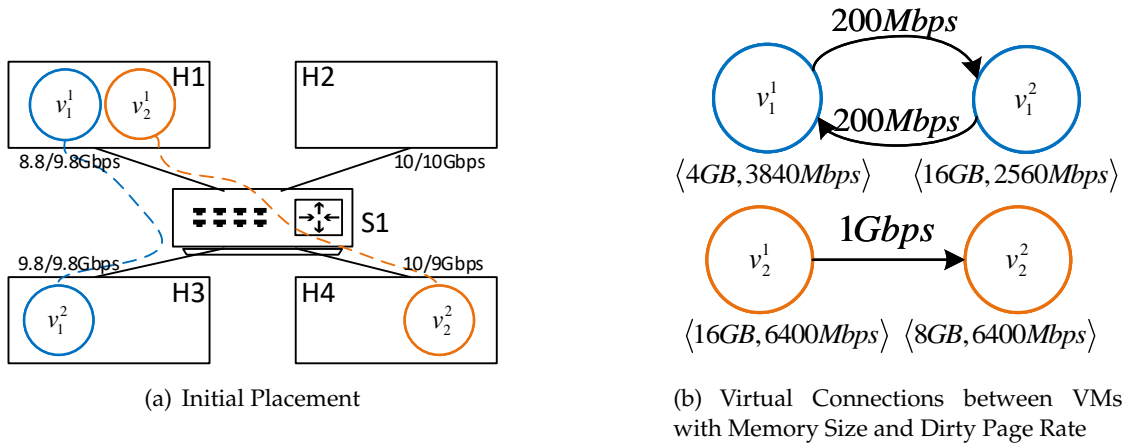 H1
H2
v_1^1
v_2^1
8.8/9.8Gbps
10/10Gbps
S1
9.8/9.8Gbps
10/9Gbps
H3
H4
v_1^2
v_2^2
(a) Initial Placement
200Mbps
v_1^1
v_1^2
200Mbps
⟨4GB, 3840Mbps⟩
⟨16GB, 2560Mbps⟩
1Gbps
v_2^1
v_2^2
⟨16GB, 6400Mbps⟩
⟨8GB, 6400Mbps⟩
(b) Virtual Connections between VMs
with Memory Size and Dirty Page Rate